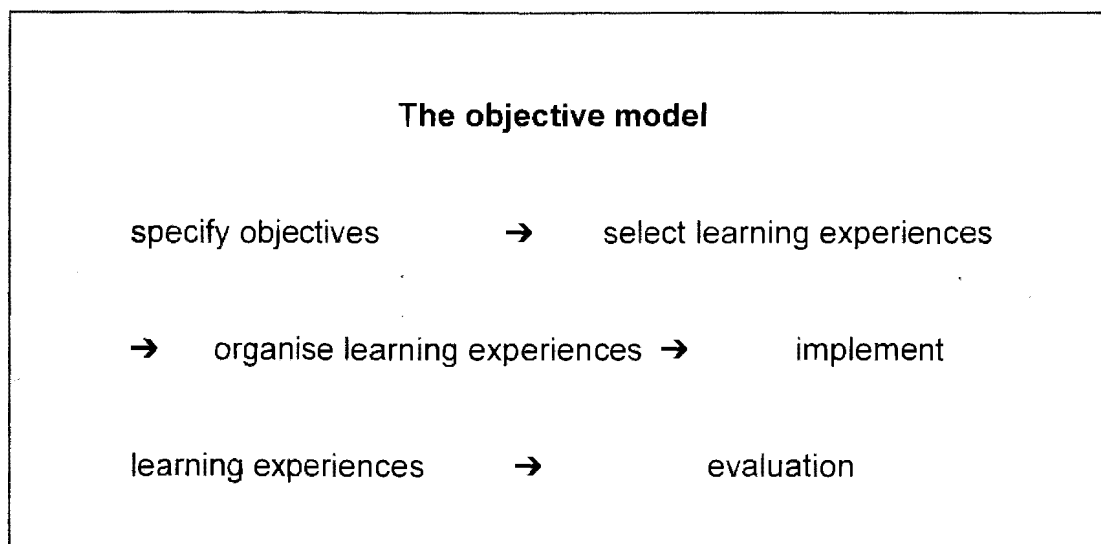 The objective model
specify objectives ➔ select learning experiences
➔ organise learning experiences ➔ implement
learning experiences ➔ evaluation